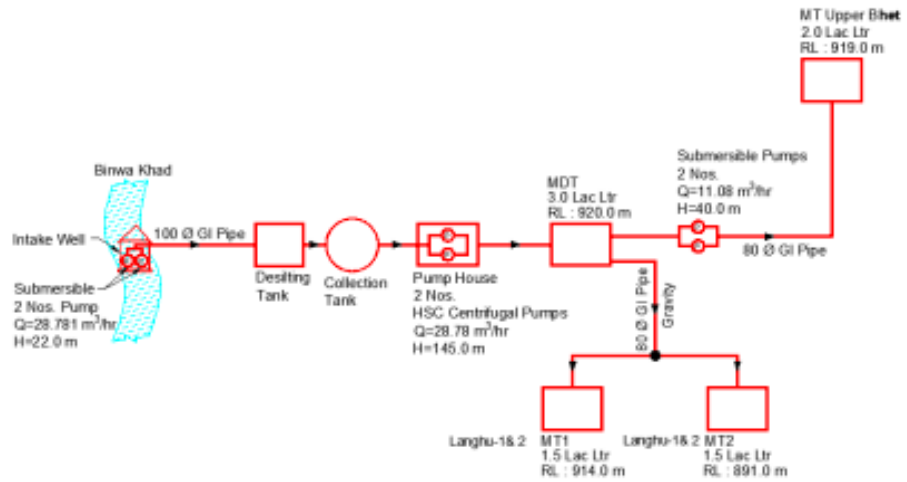 MT Upper Bhet
2.0 Lac Ltr
RL : 919.0 m
Binwa Khad
Intake Well
100 Ø GI Pipe
Submersible
2 Nos. Pump
Q=28.781 m³/hr
H=22.0 m
Desilting
Tank
Collection
Tank
Pump House
2 Nos.
HSC Centrifugal Pumps
Q=28.78 m³/hr
H=145.0 m
MDT
3.0 Lac Ltr
RL : 920.0 m
Submersible Pumps
2 Nos.
Q=11.08 m³/hr
H=40.0 m
80 Ø GI Pipe
80 Ø GI Pipe
Gravity
Langhu-1& 2
MT1
1.5 Lac Ltr
RL : 914.0 m
Langhu-1& 2
MT2
1.5 Lac Ltr
RL : 891.0 m